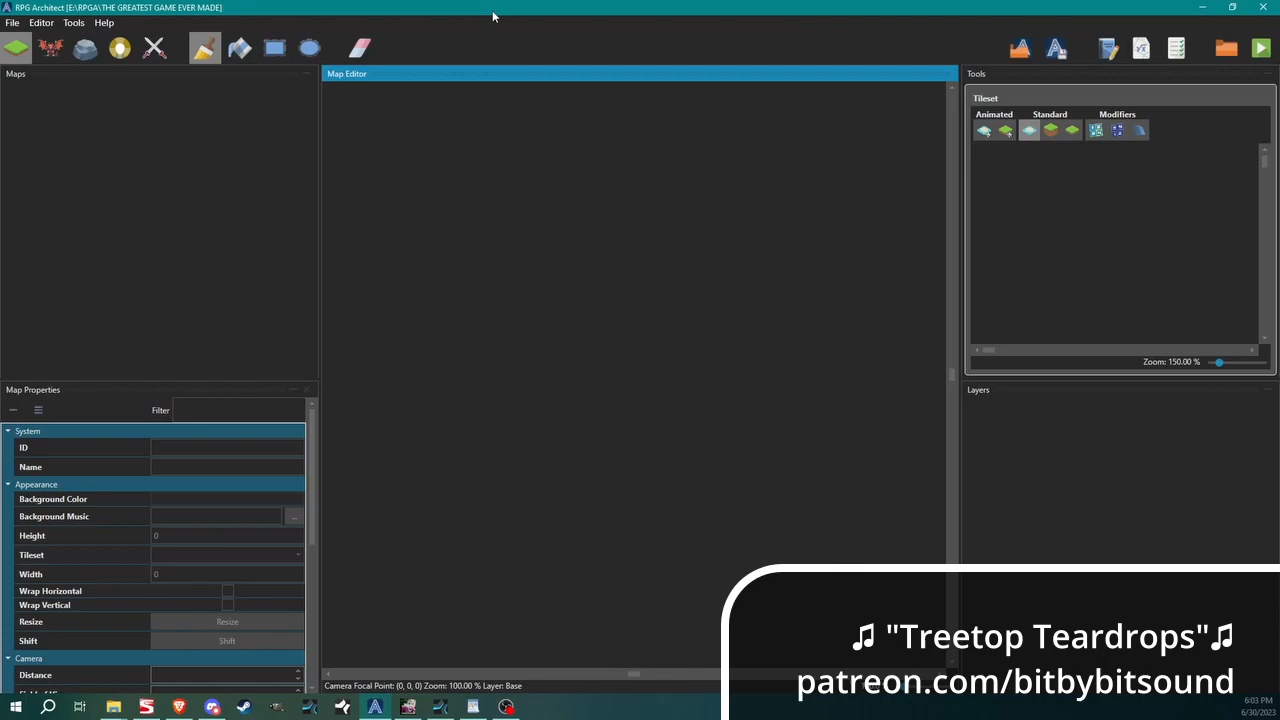 RPG Architect [E:\RPGA\THE GREATEST GAME EVER MADE]
File Editor Tools Help
Maps
Map Editor
Tools
Tileset
Animated Standard Modifiers
Zoom: 150.00 %
Map Properties
Layers
Filter
System
ID
Name
Appearance
Background Color
Background Music ...
Height 0
Tileset
Width 0
Wrap Horizontal
Wrap Vertical
Resize Resize
Shift Shift
Camera
Distance
Camera Focal Point: (0, 0, 0) Zoom: 100.00 % Layer: Base
♫ "Treetop Teardrops"♫
patreon.com/bitbybitsound
6:03 PM
6/30/2023